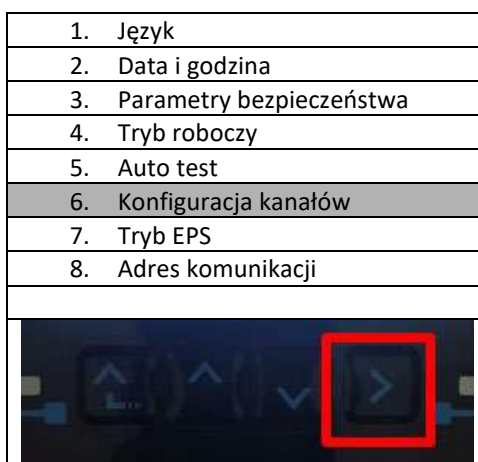 1. Język
2. Data i godzina
3. Parametry bezpieczeństwa
4. Tryb roboczy
5. Auto test
6. Konfiguracja kanałów
7. Tryb EPS
8. Adres komunikacji